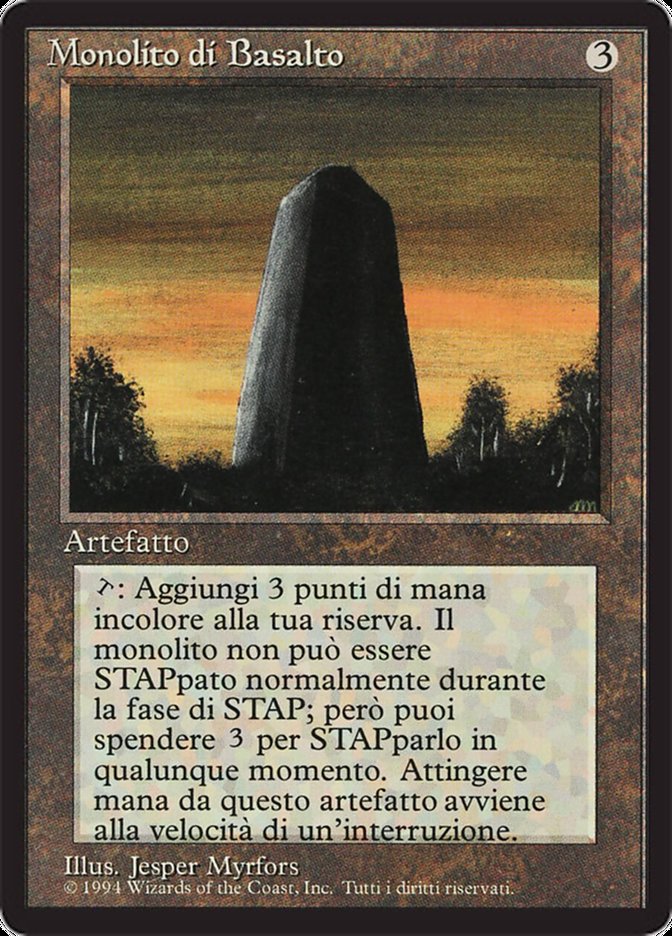 Monolito di Basalto
3
JM
Artefatto
T: Aggiungi 3 punti di mana
incolore alla tua riserva. Il
monolito non può essere
STAPpato normalmente durante
la fase di STAP; però puoi
spendere 3 per STAPparlo in
qualunque momento. Attingere
mana da questo artefatto avviene
alla velocità di un'interruzione.
Illus. Jesper Myrfors
© 1994 Wizards of the Coast, Inc. Tutti i diritti riservati.